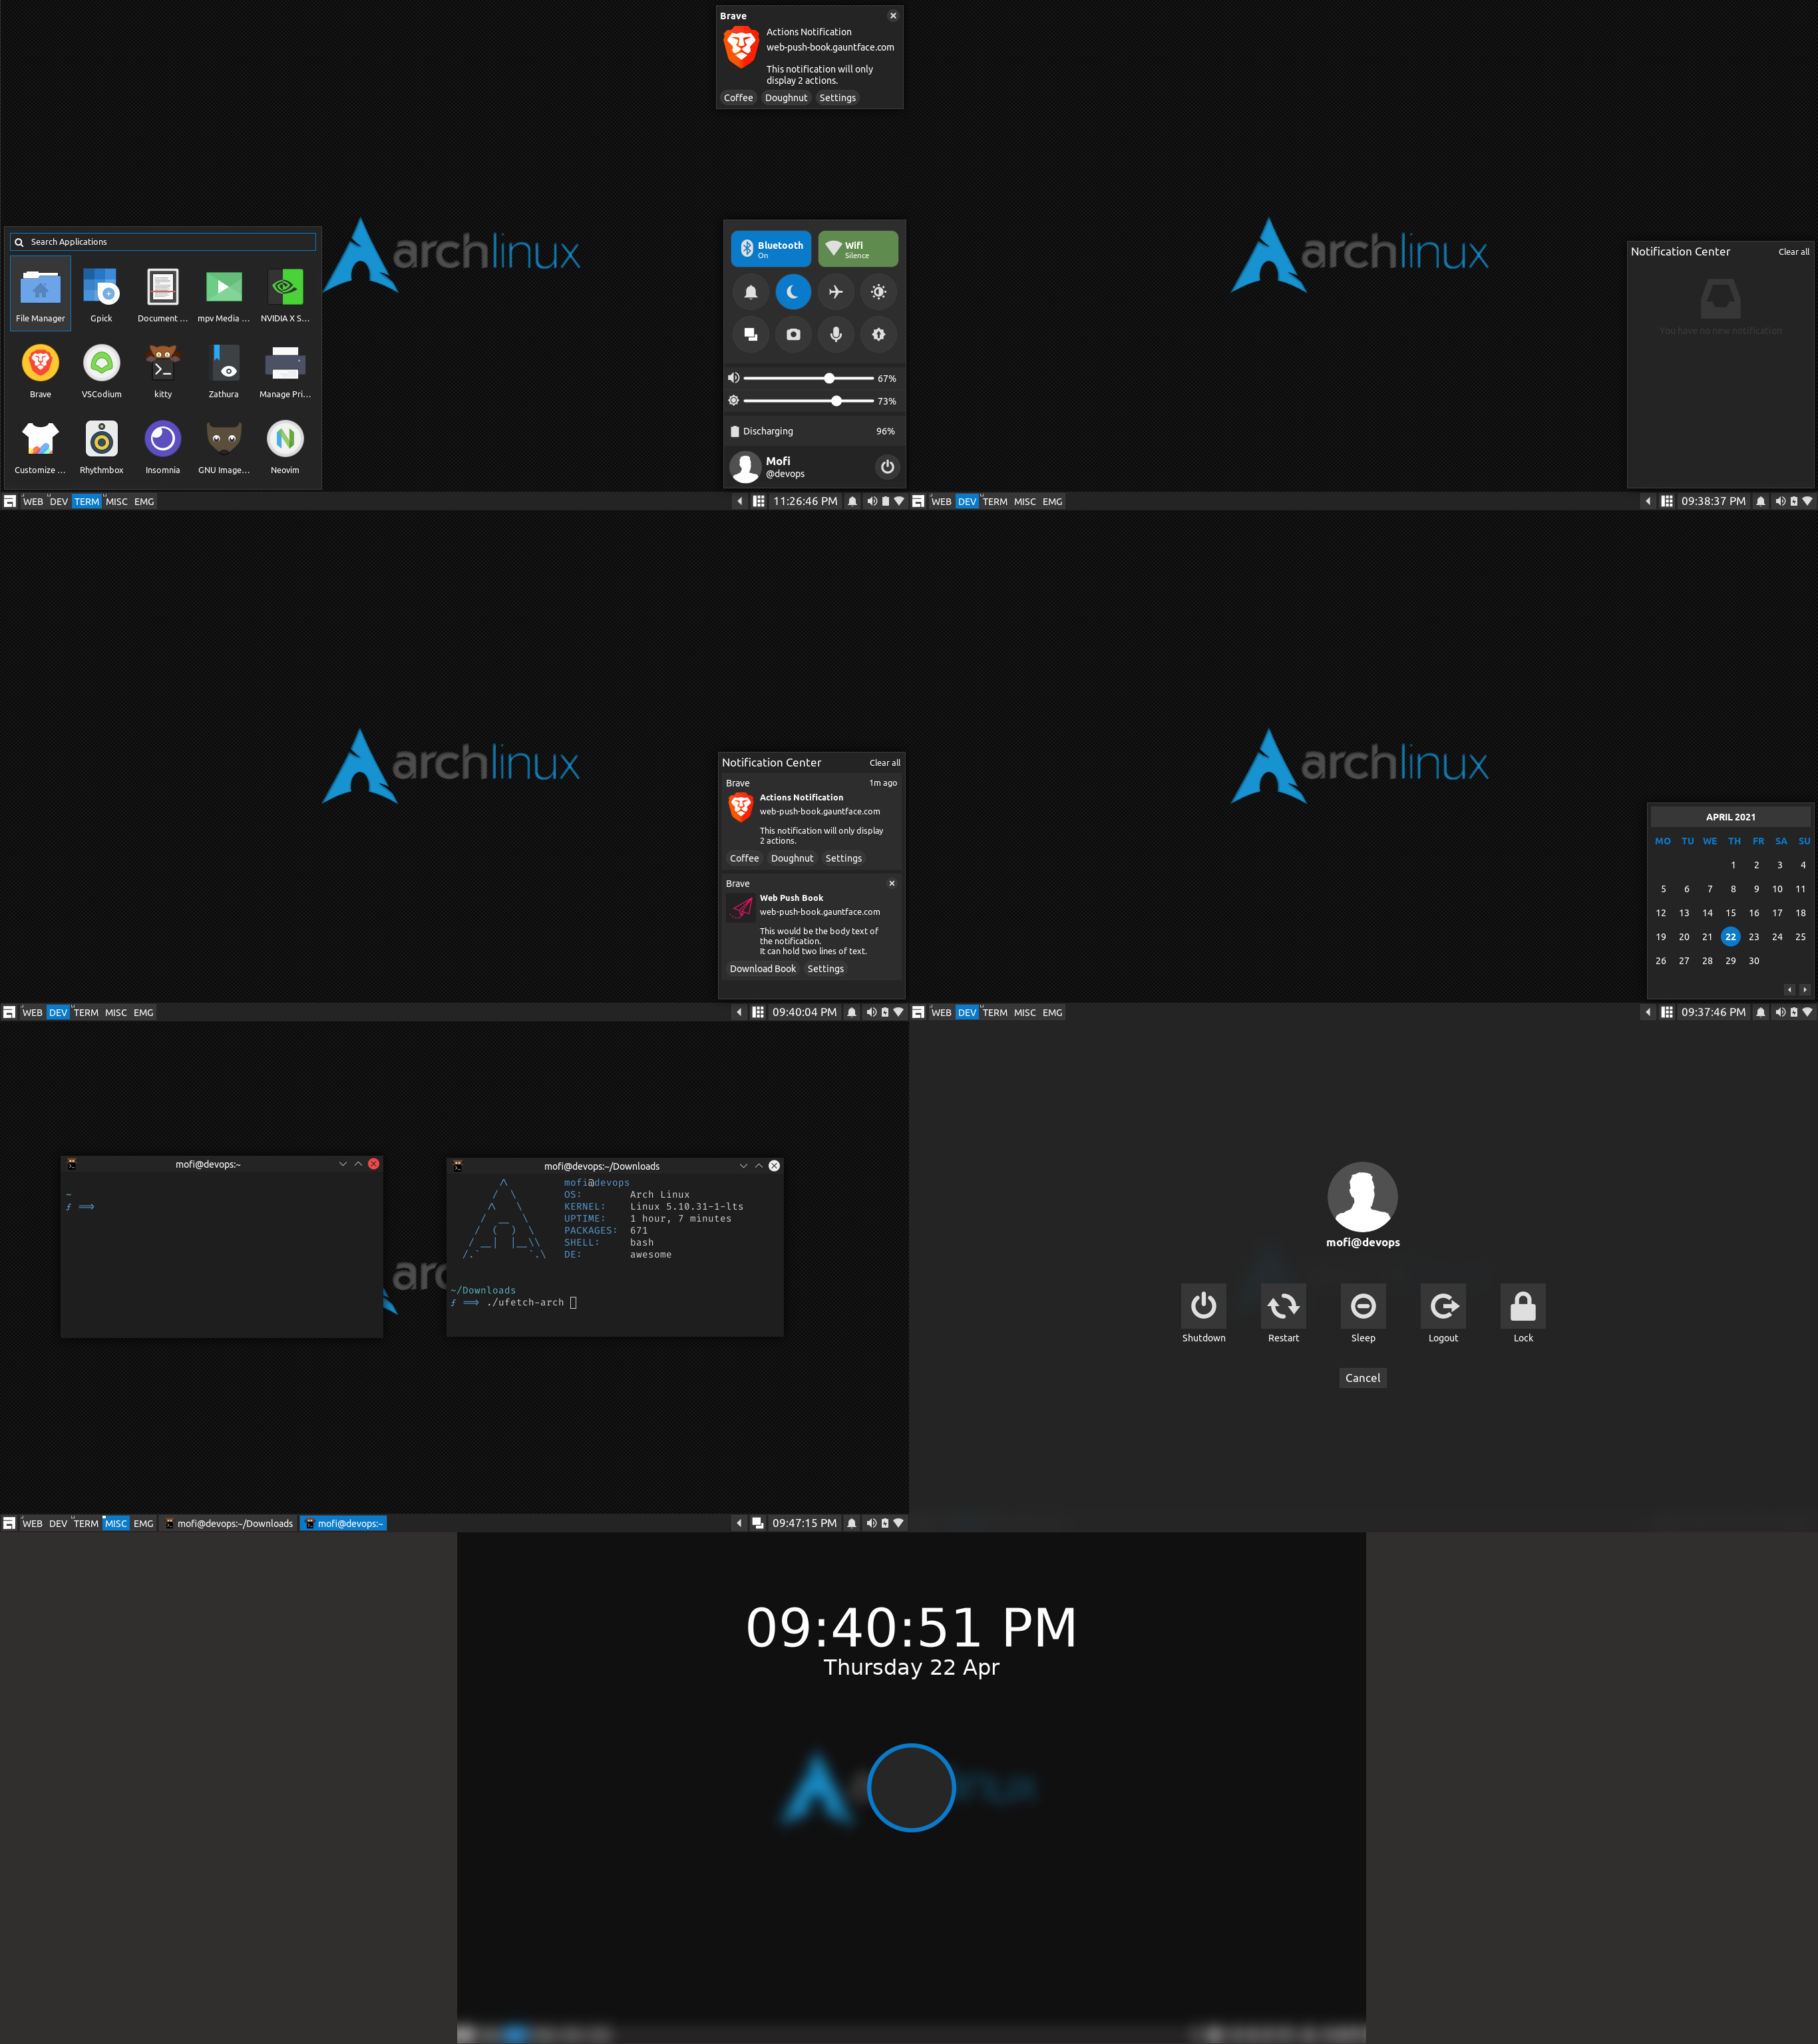 Brave
Actions Notification
web-push-book.gauntface.com
This notification will only
display 2 actions.
Coffee Doughnut Settings
archlinux
Search Applications
File Manager Gpick Document ... mpv Media ... NVIDIA X S...
Brave VSCodium kitty Zathura Manage Pri...
Customize ... Rhythmbox Insomnia GNU Image... Neovim
Bluetooth
On
Wifi
Silence
67%
73%
Discharging 96%
Mofi
@devops
WEB DEV TERM MISC EMG
11:26:46 PM
archlinux
Notification Center Clear all
You have no new notification
WEB DEV TERM MISC EMG
09:38:37 PM
archlinux
Notification Center Clear all
Brave 1m ago
Actions Notification
web-push-book.gauntface.com
This notification will only display
2 actions.
Coffee Doughnut Settings
Brave
Web Push Book
web-push-book.gauntface.com
This would be the body text of
the notification.
It can hold two lines of text.
Download Book Settings
WEB DEV TERM MISC EMG
09:40:04 PM
archlinux
APRIL 2021
MO TU WE TH FR SA SU
1 2 3 4
5 6 7 8 9 10 11
12 13 14 15 16 17 18
19 20 21 22 23 24 25
26 27 28 29 30
WEB DEV TERM MISC EMG
09:37:46 PM
mofi@devops:~
~
ƒ ⟹
mofi@devops:~/Downloads
mofi@devops
OS: Arch Linux
KERNEL: Linux 5.10.31-1-lts
UPTIME: 1 hour, 7 minutes
PACKAGES: 671
SHELL: bash
DE: awesome
~/Downloads
ƒ ⟹ ./ufetch-arch
arc
WEB DEV TERM MISC EMG mofi@devops:~/Downloads mofi@devops:~
09:47:15 PM
mofi@devops
Shutdown Restart Sleep Logout Lock
Cancel
09:40:51 PM
Thursday 22 Apr